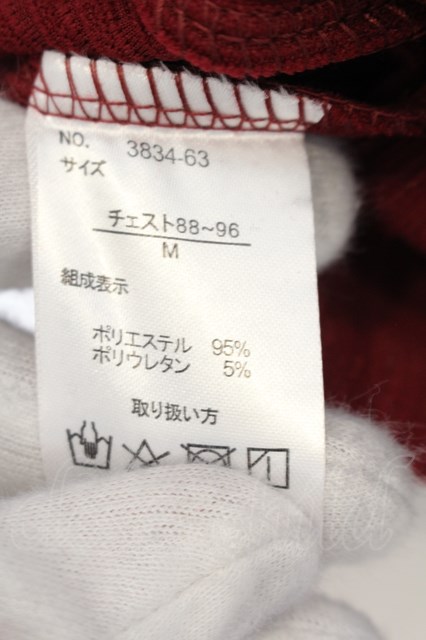 NO. 3834-63
サイズ
チェスト88~96
M
組成表示
ポリエステル 95%
ポリウレタン 5%
取り扱い方